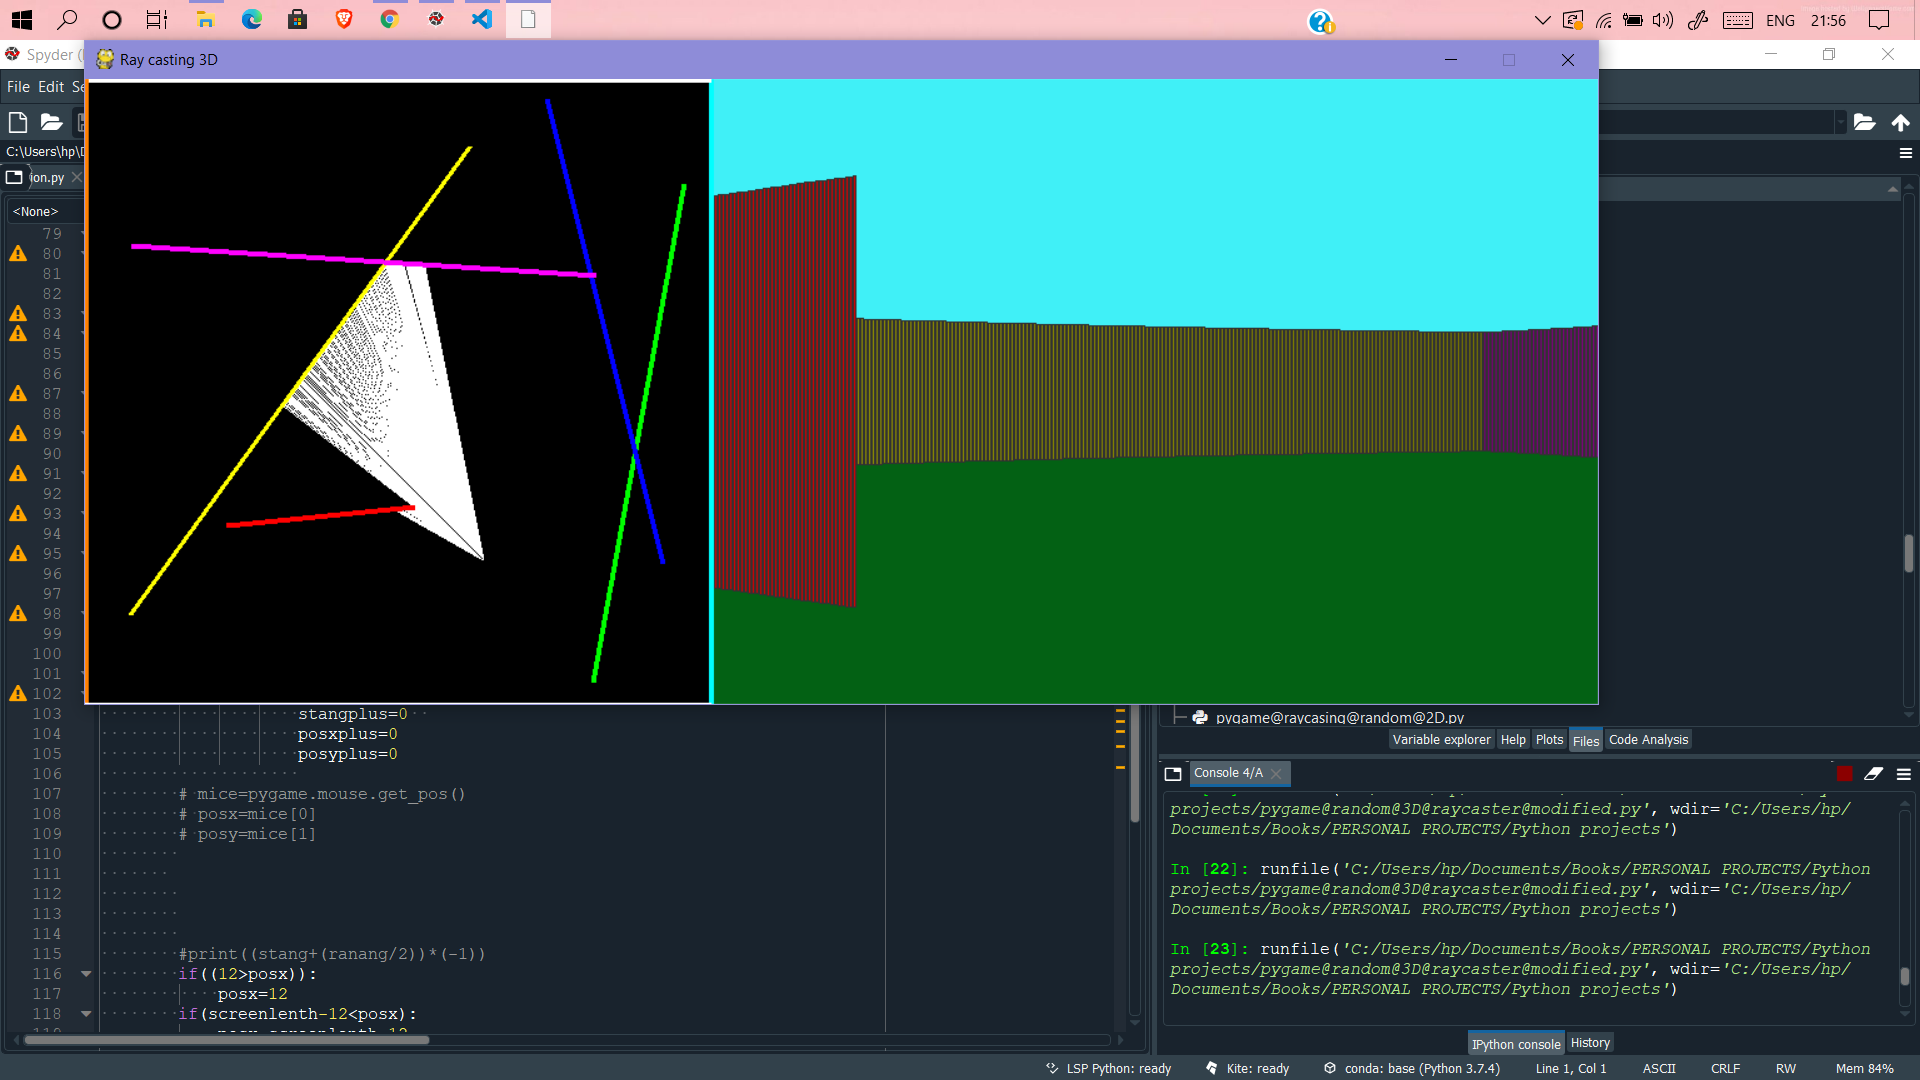 ENG
21:56
Spyder (
Ray casting 3D
File Edit Se
C:\Users\hp\D
ion.py
<None>
79
80
81
82
83
84
85
86
87
88
89
90
91
92
93
94
95
96
97
98
99
100
101
102
103 stangplus=0
104 posxplus=0
105 posyplus=0
106
107 # mice=pygame.mouse.get_pos()
108 # posx=mice[0]
109 # posy=mice[1]
110
111
112
113
114
115 #print((stang+(ranang/2))*(-1))
116 if((12>posx)):
117 posx=12
118 if(screenlenth-12<posx):
119 posx=screenlenth-12
pygame@raycasing@random@2D.py
Variable explorer Help Plots Files Code Analysis
Console 4/A
projects/pygame@random@3D@raycaster@modified.py', wdir='C:/Users/hp/
Documents/Books/PERSONAL PROJECTS/Python projects')
In [22]: runfile('C:/Users/hp/Documents/Books/PERSONAL PROJECTS/Python
projects/pygame@random@3D@raycaster@modified.py', wdir='C:/Users/hp/
Documents/Books/PERSONAL PROJECTS/Python projects')
In [23]: runfile('C:/Users/hp/Documents/Books/PERSONAL PROJECTS/Python
projects/pygame@random@3D@raycaster@modified.py', wdir='C:/Users/hp/
Documents/Books/PERSONAL PROJECTS/Python projects')
IPython console History
LSP Python: ready Kite: ready conda: base (Python 3.7.4) Line 1, Col 1 ASCII CRLF RW Mem 84%